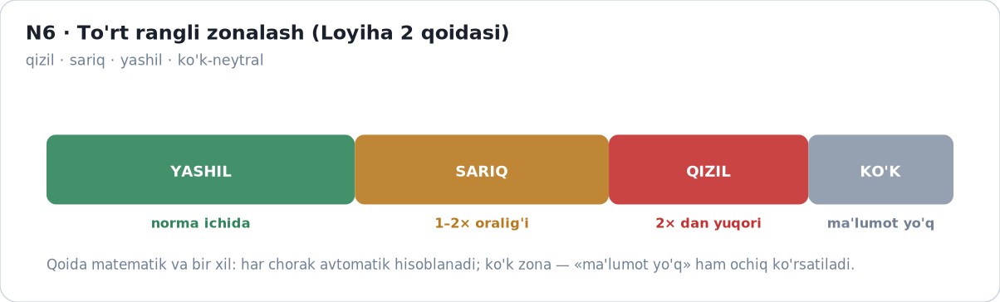 N6 · To'rt rangli zonalash (Loyiha 2 qoidasi)
qizil · sariq · yashil · ko'k-neytral
YASHIL SARIQ QIZIL KO'K
norma ichida 1–2× oralig'i 2× dan yuqori ma'lumot yo'q
Qoida matematik va bir xil: har chorak avtomatik hisoblanadi; ko'k zona — «ma'lumot yo'q» ham ochiq ko'rsatiladi.